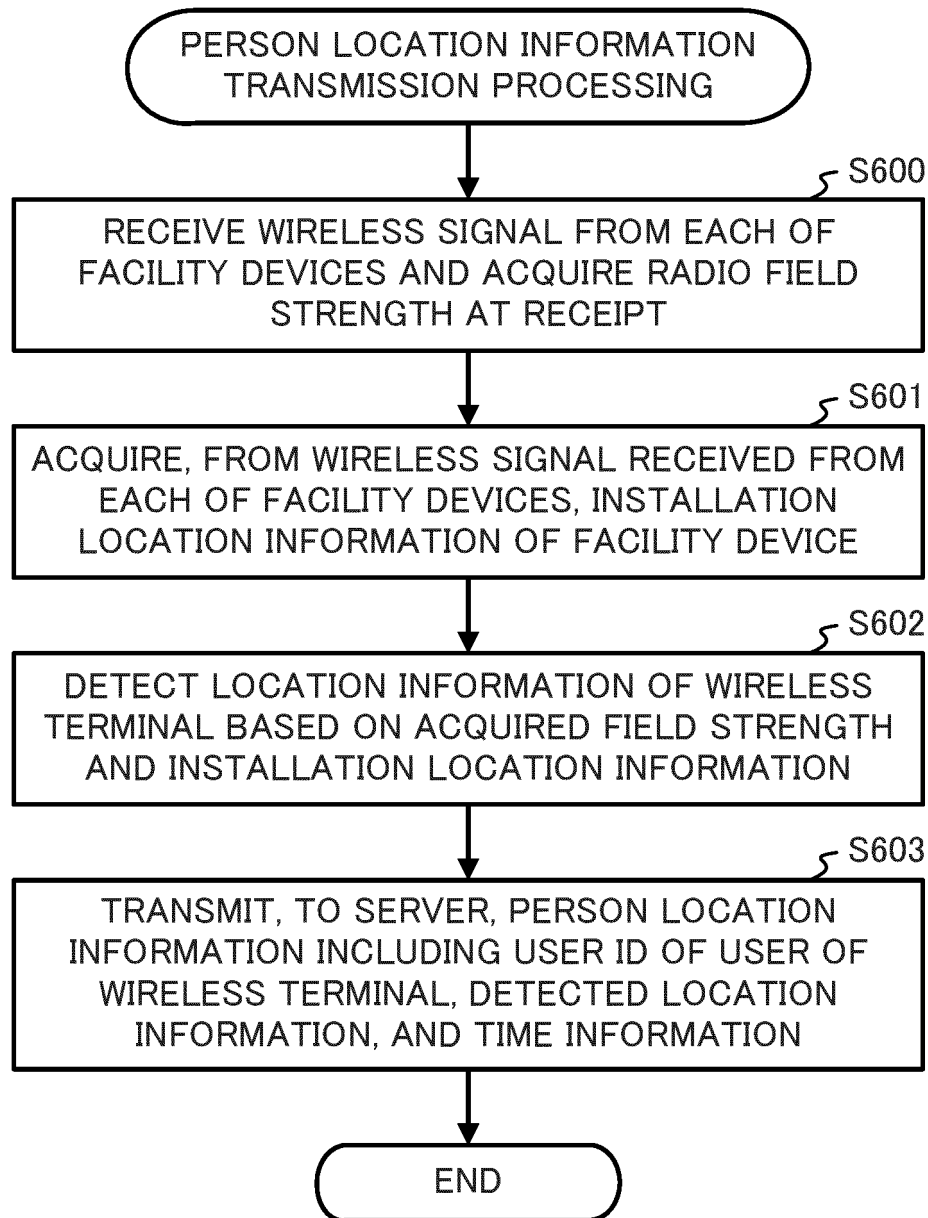 PERSON LOCATION INFORMATION
TRANSMISSION PROCESSING
S600
RECEIVE WIRELESS SIGNAL FROM EACH OF
FACILITY DEVICES AND ACQUIRE RADIO FIELD
STRENGTH AT RECEIPT
S601
ACQUIRE, FROM WIRELESS SIGNAL RECEIVED FROM
EACH OF FACILITY DEVICES, INSTALLATION
LOCATION INFORMATION OF FACILITY DEVICE
S602
DETECT LOCATION INFORMATION OF WIRELESS
TERMINAL BASED ON ACQUIRED FIELD STRENGTH
AND INSTALLATION LOCATION INFORMATION
S603
TRANSMIT, TO SERVER, PERSON LOCATION
INFORMATION INCLUDING USER ID OF USER OF
WIRELESS TERMINAL, DETECTED LOCATION
INFORMATION, AND TIME INFORMATION
END